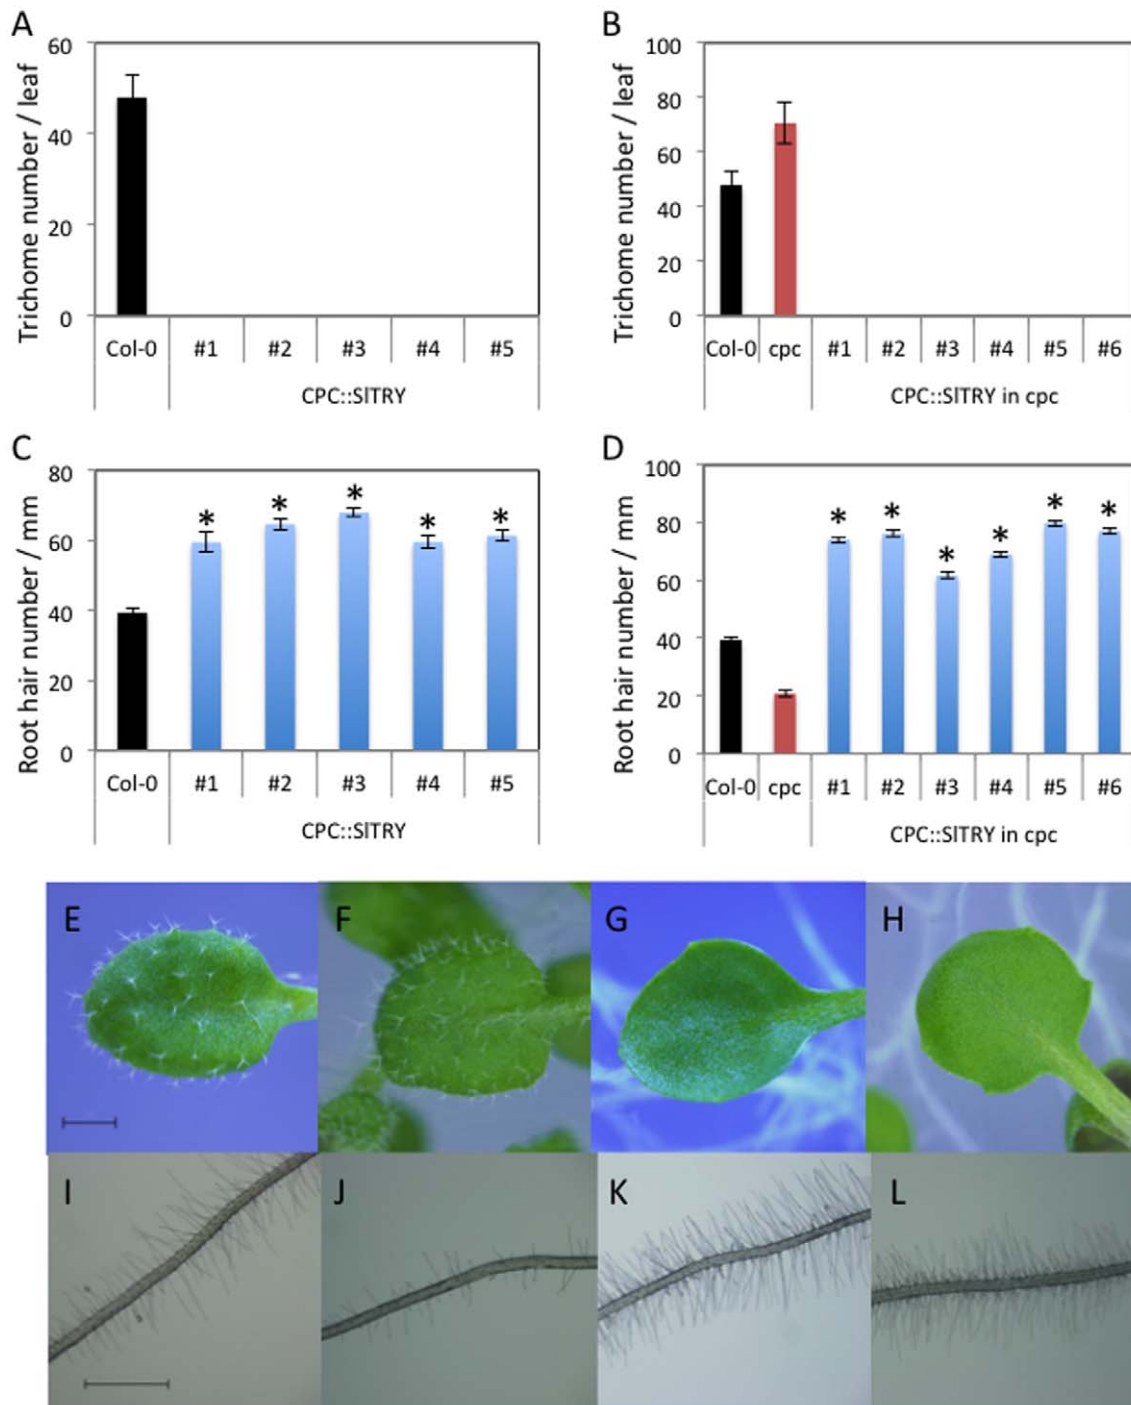 A
Trichome number / leaf
60
40
20
0
Col-0 #1 #2 #3 #4 #5
CPC::SlTRY
B
Trichome number / leaf
100
80
60
40
20
0
Col-0 cpc #1 #2 #3 #4 #5 #6
CPC::SlTRY in cpc
C
Root hair number / mm
80
60
40
20
0
* * * * *
Col-0 #1 #2 #3 #4 #5
CPC::SlTRY
D
Root hair number / mm
100
80
60
40
20
0
* * * * * *
Col-0 cpc #1 #2 #3 #4 #5 #6
CPC::SlTRY in cpc
E F G H
I J K L